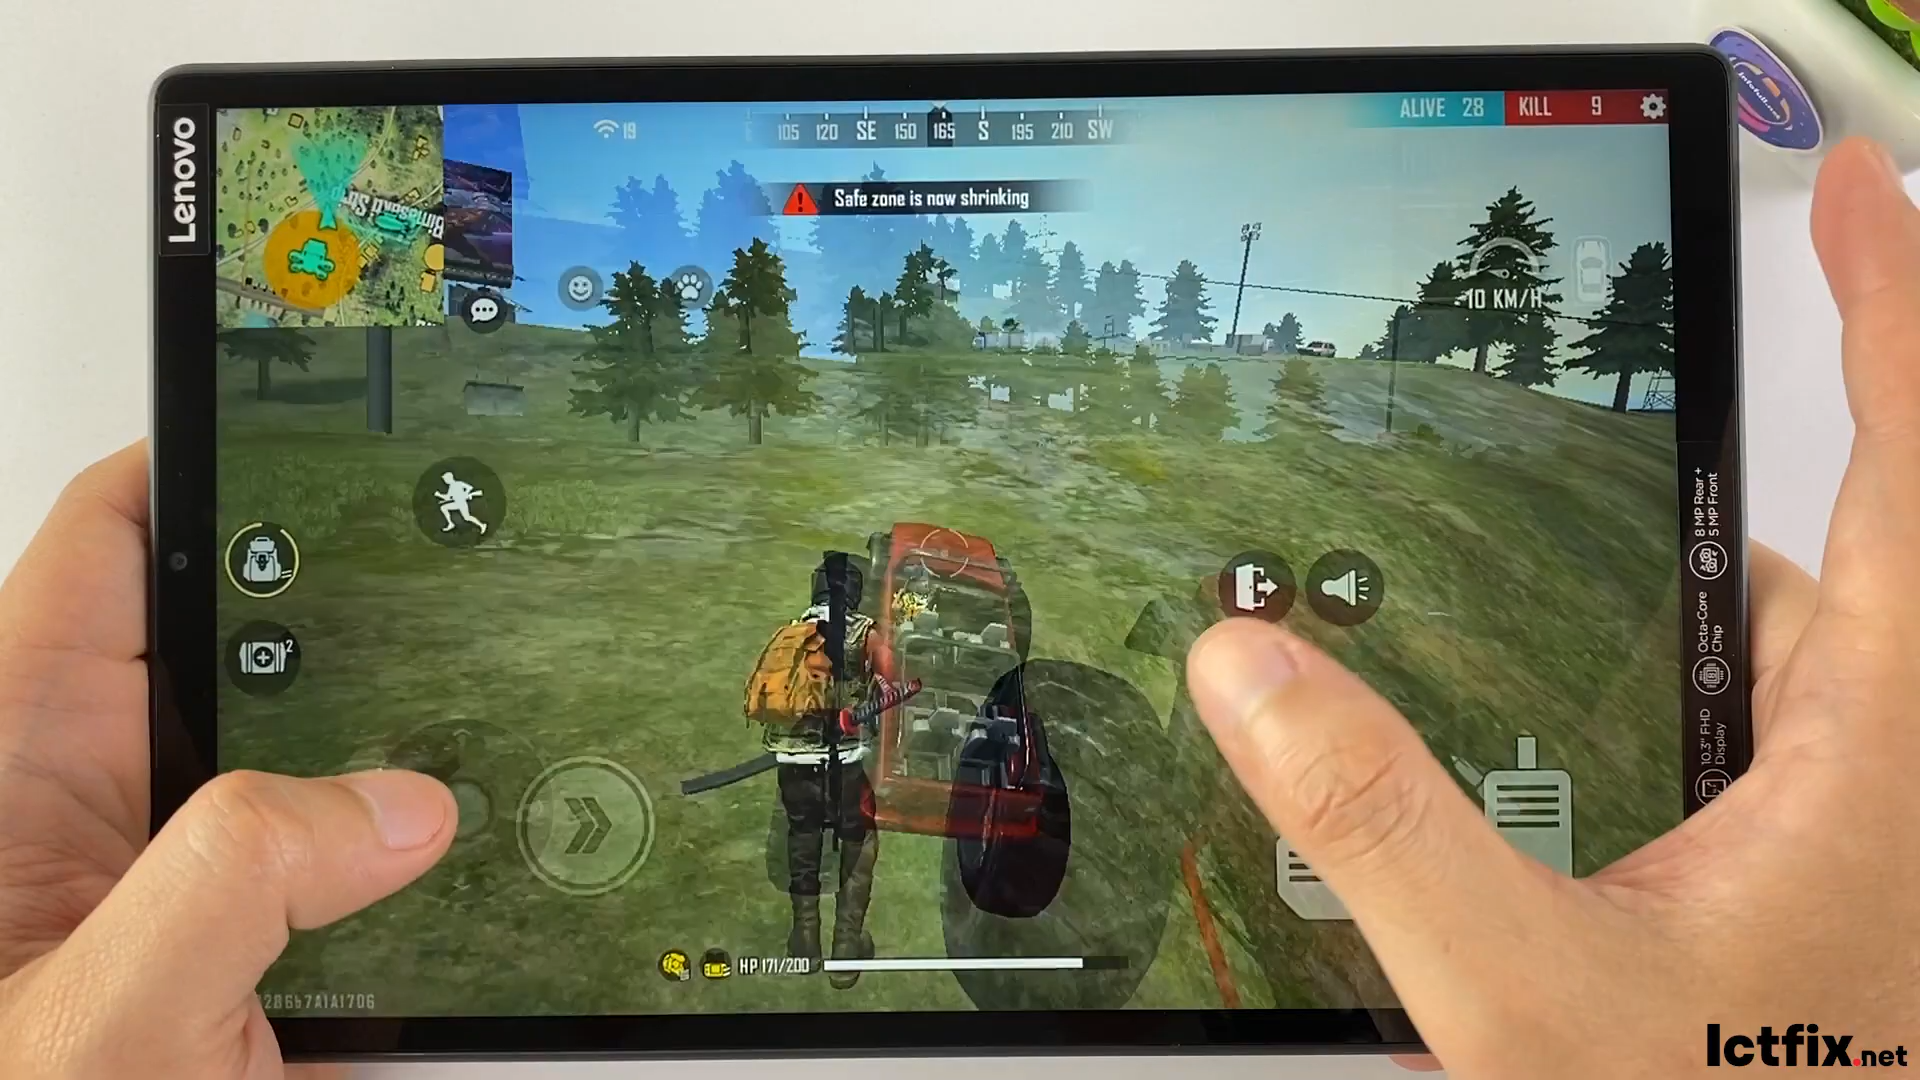 Lenovo
19
E 105 120 SE 150 165 S 195 210 SW
ALIVE 28 KILL 9
Safe zone is now shrinking
10 KM/H
2
HP 171/200
8 MP Rear +
5 MP Front
Octa-Core
Chip
10.3" FHD
Display
infofull.net
Ictfix.net